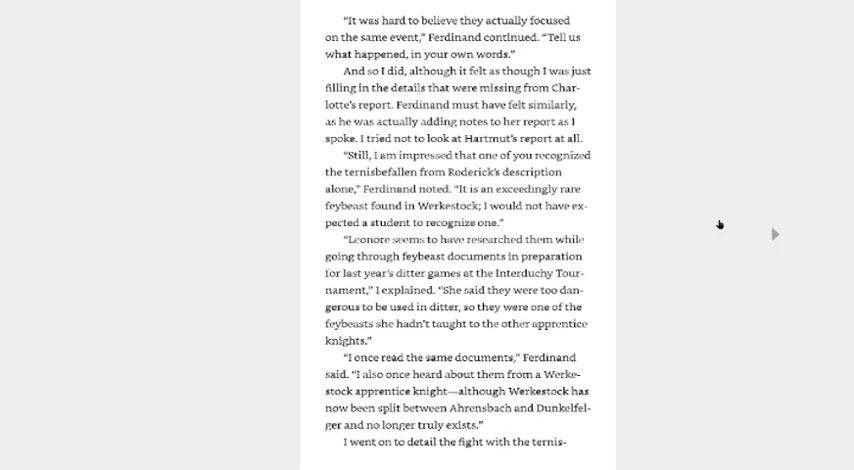 “It was hard to believe they actually focused
on the same event,” Ferdinand continued. “Tell us
what happened, in your own words.”
And so I did, although it felt as though I was just
filling in the details that were missing from Char-
lotte’s report. Ferdinand must have felt similarly,
as he was actually adding notes to her report as I
spoke. I tried not to look at Hartmut’s report at all.
“Still, I am impressed that one of you recognized
the ternisbefallen from Roderick’s description
alone,” Ferdinand noted. “It is an exceedingly rare
feybeast found in Werkestock; I would not have ex-
pected a student to recognize one.”
“Leonore seems to have researched them while
going through feybeast documents in preparation
for last year’s ditter games at the Interduchy Tour-
nament,” I explained. “She said they were too dan-
gerous to be used in ditter, so they were one of the
feybeasts she hadn’t taught to the other apprentice
knights.”
“I once read the same documents,” Ferdinand
said. “I also once heard about them from a Werke-
stock apprentice knight—although Werkestock has
now been split between Ahrensbach and Dunkelfel-
ger and no longer truly exists.”
I went on to detail the fight with the ternis-